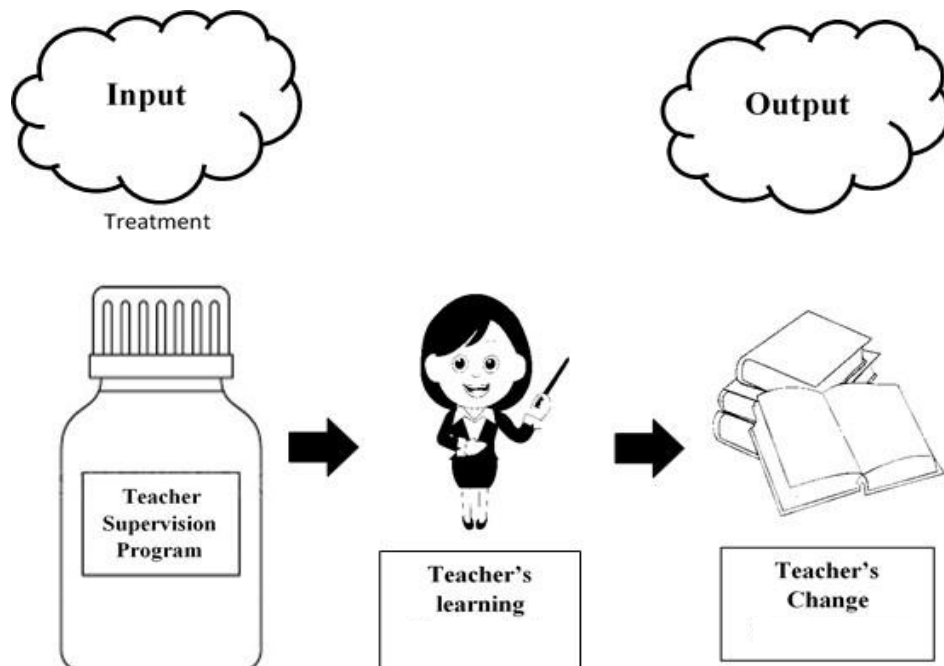 Input
Output
Treatment
Teacher
Supervision
Program
Teacher's
learning
Teacher's
Change